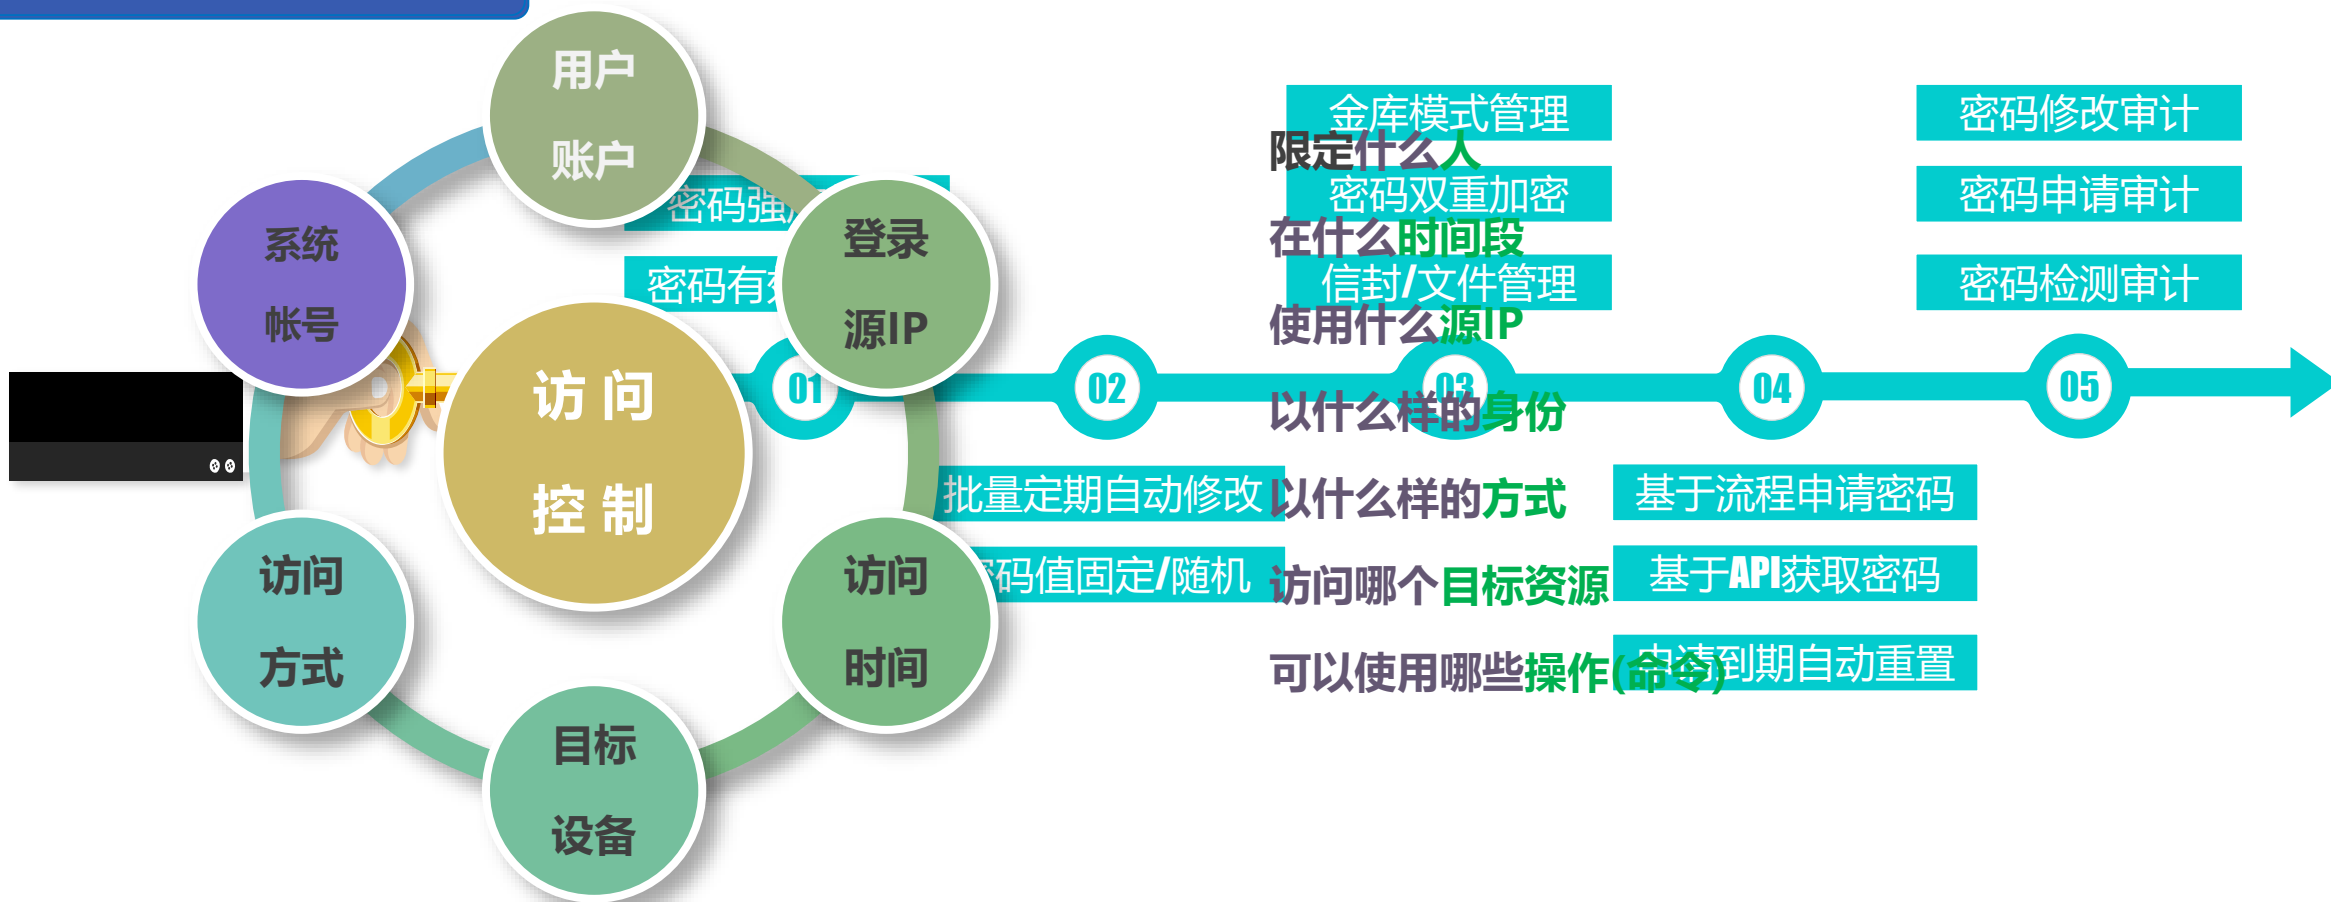 用户
账户
系统
帐号
登录
源IP
访 问
控 制
访问
方式
访问
时间
目标
设备
密码强
密码有
01
02
03
04
05
批量定期自动修改
码值固定/随机
金库模式管理
密码双重加密
信封/文件管理
限定什么人
在什么时间段
使用什么源IP
以什么样的身份
以什么样的方式
访问哪个目标资源
可以使用哪些操作(命令)
基于流程申请密码
基于API获取密码
申请到期自动重置
密码修改审计
密码申请审计
密码检测审计